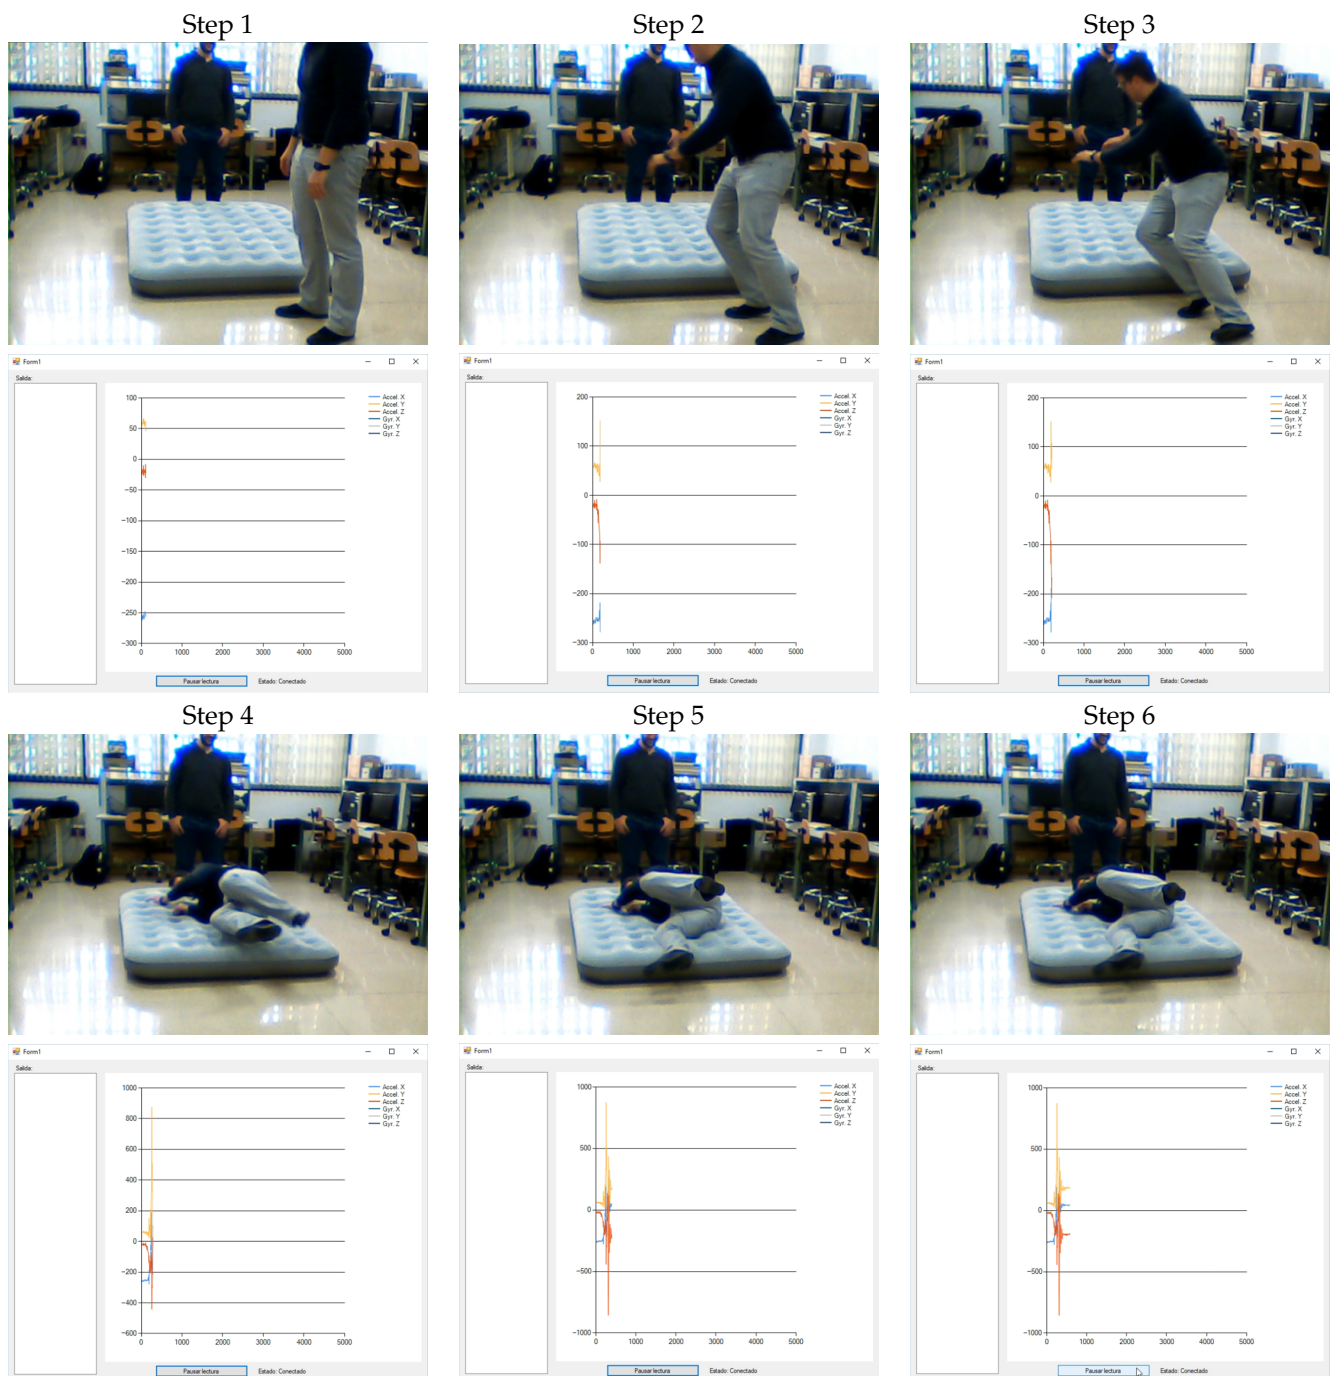 Step 1 Step 2 Step 3
Form1
Salida:
100
50
0
−50
−100
−150
−200
−250
−300
0 1000 2000 3000 4000 5000
Accel. X
Accel. Y
Accel. Z
Gyr. X
Gyr. Y
Gyr. Z
Pausar lectura Estado: Conectado
Form1
Salida:
200
100
0
−100
−200
−300
0 1000 2000 3000 4000 5000
Accel. X
Accel. Y
Accel. Z
Gyr. X
Gyr. Y
Gyr. Z
Pausar lectura Estado: Conectado
Form1
Salida:
200
100
0
−100
−200
−300
0 1000 2000 3000 4000 5000
Accel. X
Accel. Y
Accel. Z
Gyr. X
Gyr. Y
Gyr. Z
Pausar lectura Estado: Conectado
Step 4 Step 5 Step 6
Form1
Salida:
1000
800
600
400
200
0
−200
−400
−600
0 1000 2000 3000 4000 5000
Accel. X
Accel. Y
Accel. Z
Gyr. X
Gyr. Y
Gyr. Z
Pausar lectura Estado: Conectado
Form1
Salida:
1000
500
0
−500
−1000
0 1000 2000 3000 4000 5000
Accel. X
Accel. Y
Accel. Z
Gyr. X
Gyr. Y
Gyr. Z
Pausar lectura Estado: Conectado
Form1
Salida:
1000
500
0
−500
−1000
0 1000 2000 3000 4000 5000
Accel. X
Accel. Y
Accel. Z
Gyr. X
Gyr. Y
Gyr. Z
Pausar lectura Estado: Conectado